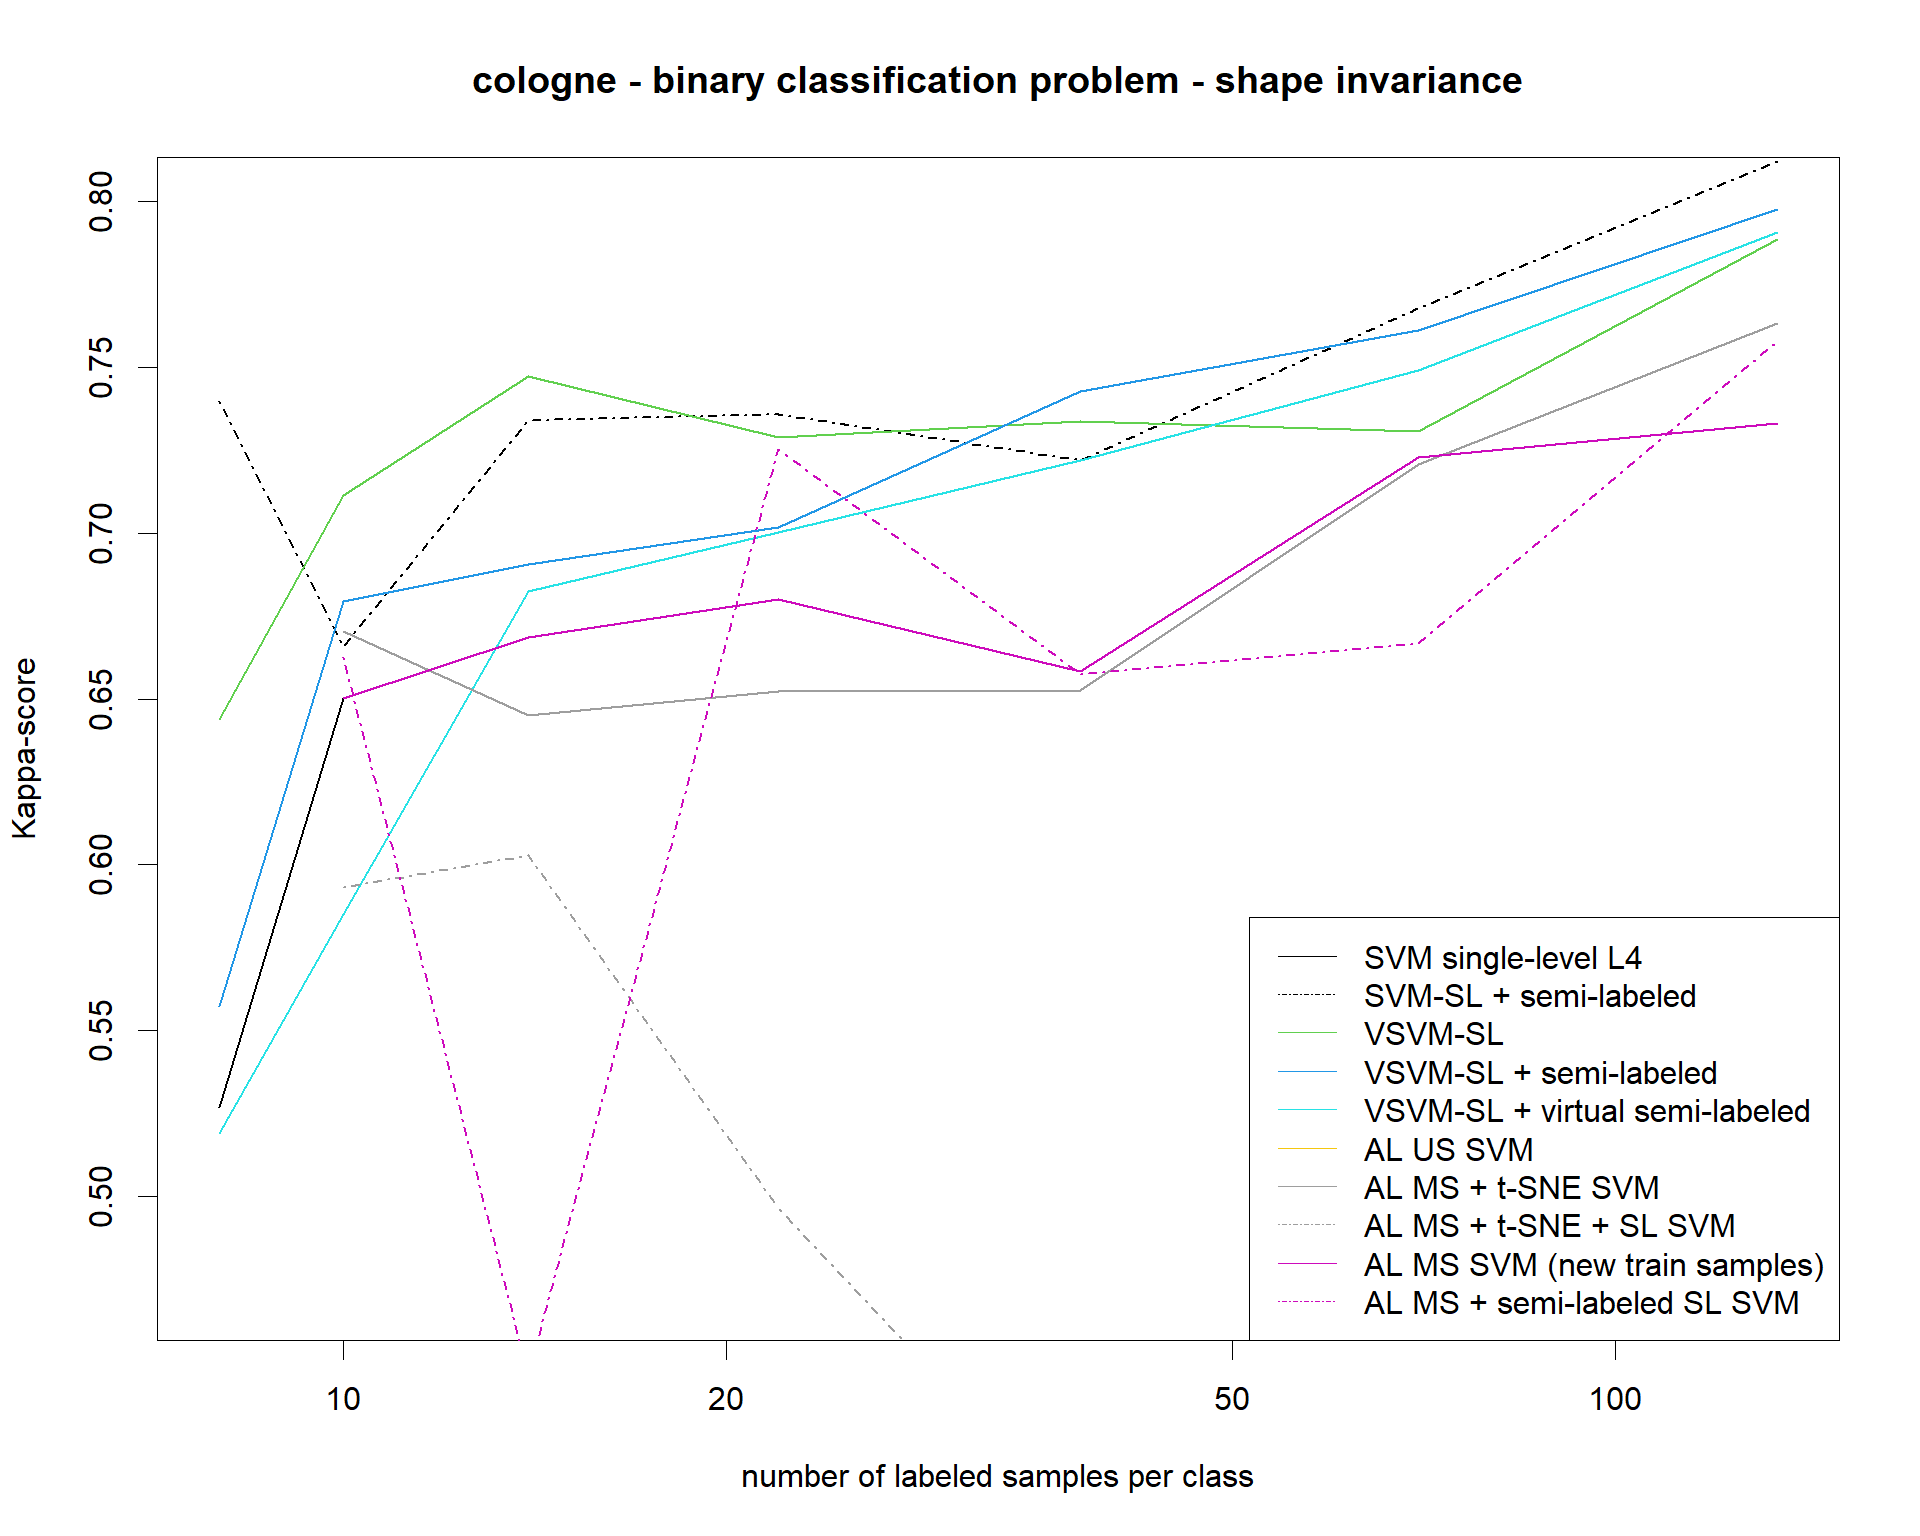 cologne - binary classification problem - shape invariance
Kappa-score
0.80
0.75
0.70
0.65
0.60
0.55
0.50
SVM single-level L4
SVM-SL + semi-labeled
VSVM-SL
VSVM-SL + semi-labeled
VSVM-SL + virtual semi-labeled
AL US SVM
AL MS + t-SNE SVM
AL MS + t-SNE + SL SVM
AL MS SVM (new train samples)
AL MS + semi-labeled SL SVM
10 20 50 100
number of labeled samples per class